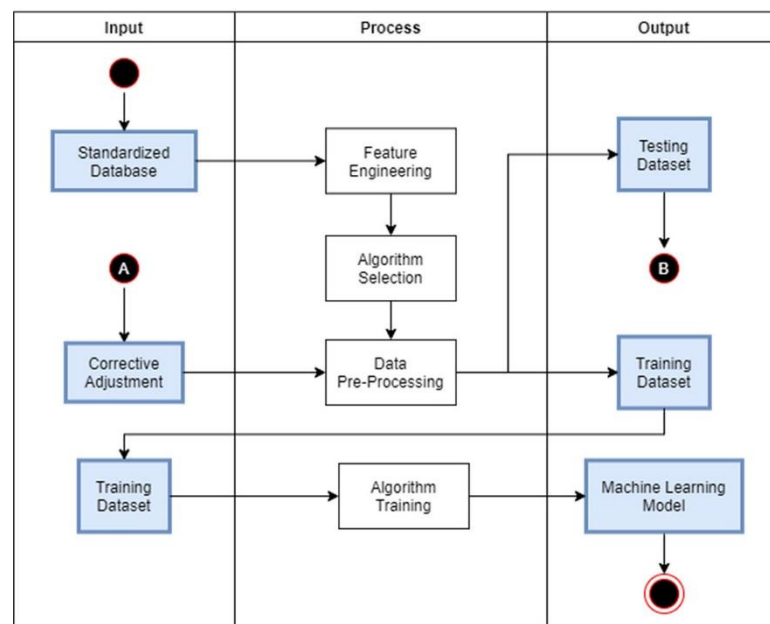 Input
Process
Output
Standardized
Database
Feature
Engineering
Testing
Dataset
A
Algorithm
Selection
B
Corrective
Adjustment
Data
Pre-Processing
Training
Dataset
Training
Dataset
Algorithm
Training
Machine Learning
Model